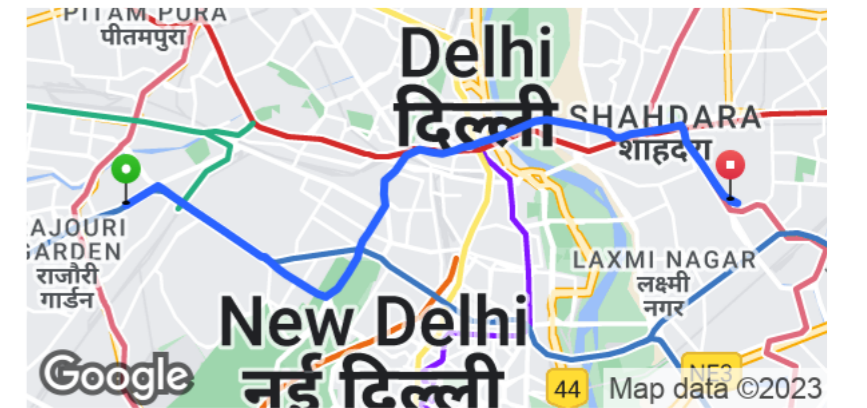 PITAM PURA
पीतमपुरा
Delhi
दिल्ली
SHAHDARA
शाहदरा
AJOURI
GARDEN
राजौरी
गार्डन
LAXMI NAGAR
लक्ष्मी
नगर
New Delhi
नई दिल्ली
44
NE3
Google
Map data ©2023